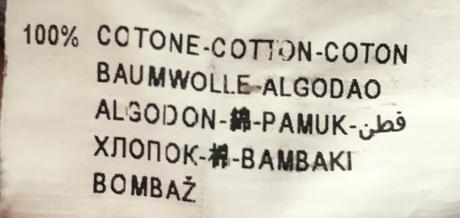 100% COTONE-COTTON-COTON
BAUMWOLLE-ALGODAO
ALGODON-綿-PAMUK-قطن
ХЛОПОК-棉-BAMBAKI
BOMBAŽ